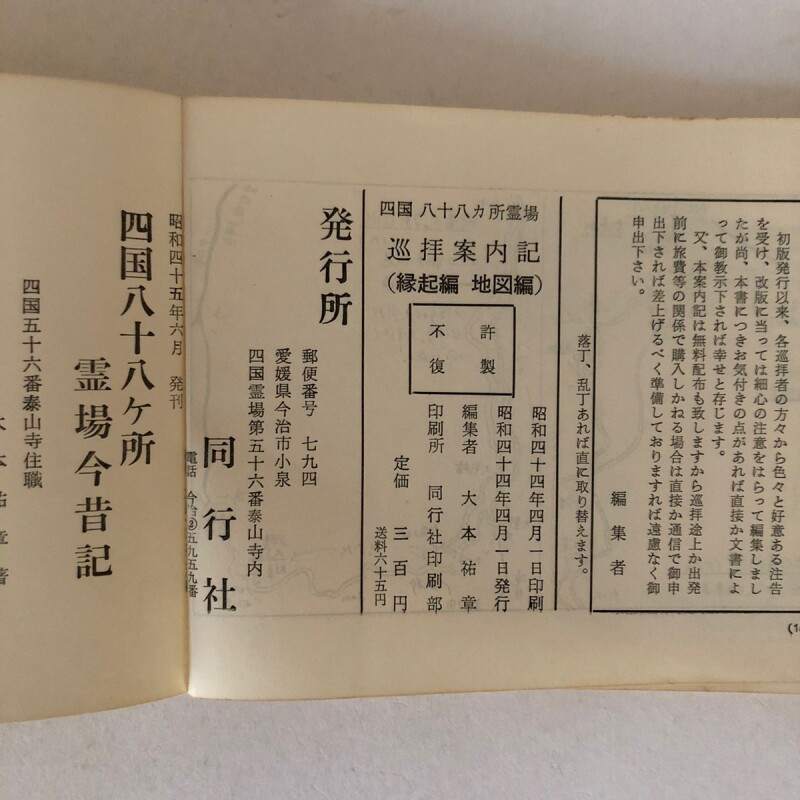 初版発行以来、各巡拝者の方々から色々と好意ある注告
を受け、改版に当っては細心の注意をはらって編集しまし
たが尚、本書につきお気付きの点があれば直接か文書によ
って御教示下されば幸せと存じます。
又、本案内記は無料配布も致しますから巡拝途上か出発
前に旅費等の関係で購入しかねる場合は直接か通信で御申
出下されば差上げるべく準備しておりますれば遠慮なく御
申出下さい。
編集者
落丁、乱丁あれば直に取り替えます。
四国 八十八カ所霊場
巡拝案内記
(縁起編 地図編)
許製
不復
昭和四十四年四月一日印刷
昭和四十四年四月一日発行
編集者 大本祐章
印刷所 同行社印刷部
定価 三百円
送料六十五円
発行所
郵便番号 七九四
愛媛県今治市小泉
四国霊場第五十六番泰山寺内
同行社
電話 今治②五九五九番
昭和四十五年六月 発刊
四国八十八ケ所
霊場今昔記
四国五十六番泰山寺住職
大本祐章著